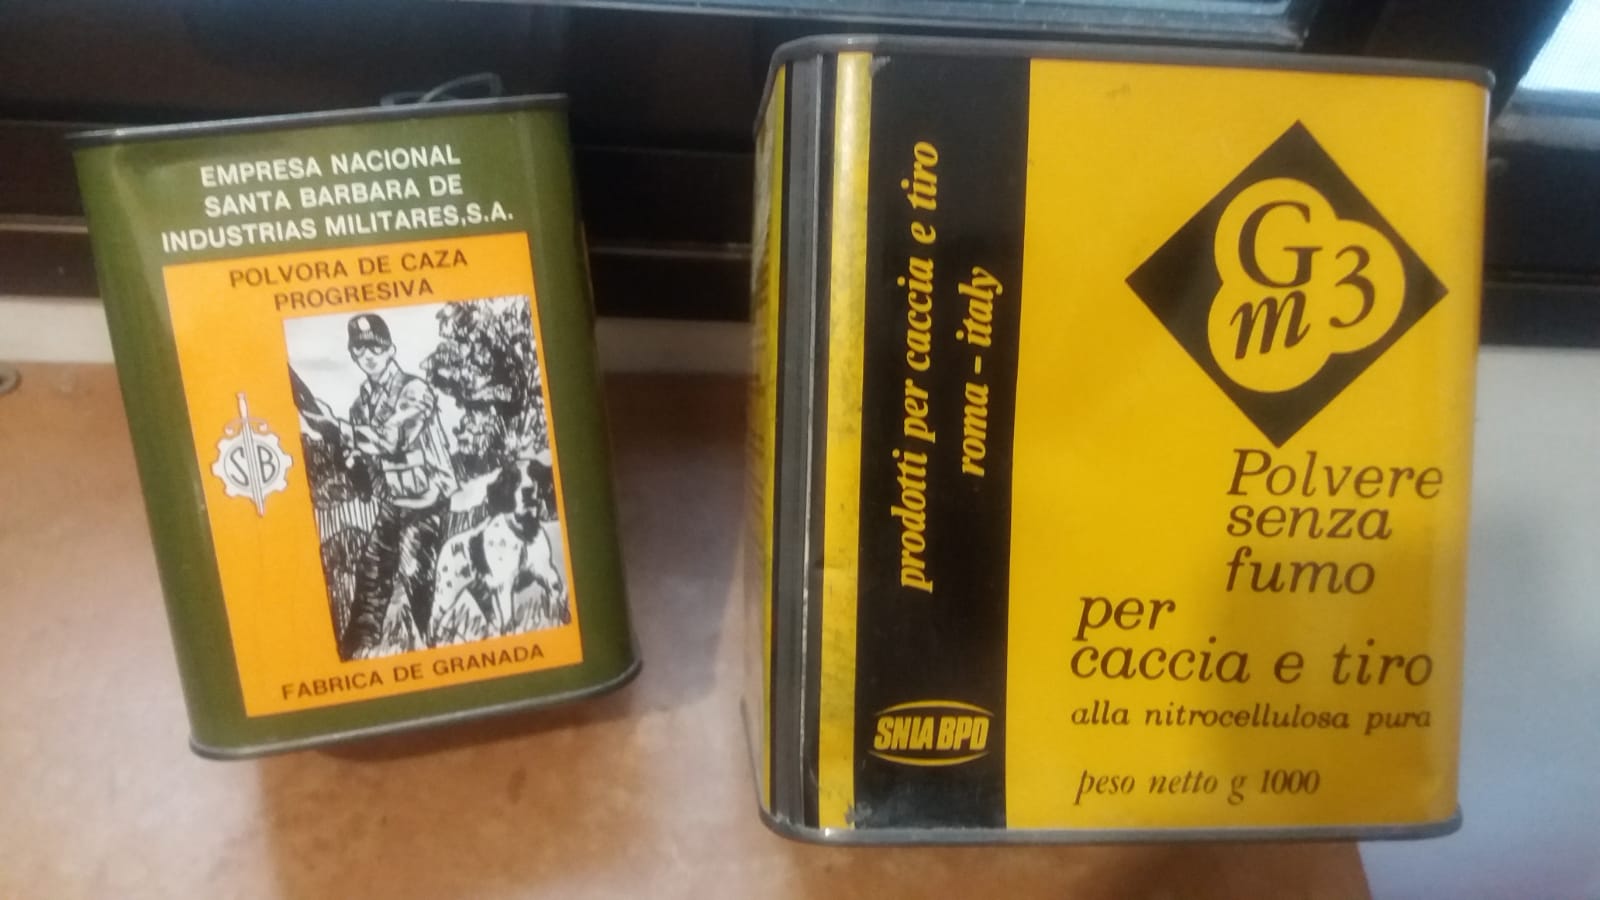 EMPRESA NACIONAL
SANTA BARBARA DE
INDUSTRIAS MILITARES,S.A.
POLVORA DE CAZA
PROGRESIVA
SB
FABRICA DE GRANADA
prodotti per caccia e tiro
roma - italy
SNIA BPD
G
m 3
Polvere
senza
fumo
per
caccia e tiro
alla nitrocellulosa pura
peso netto g 1000